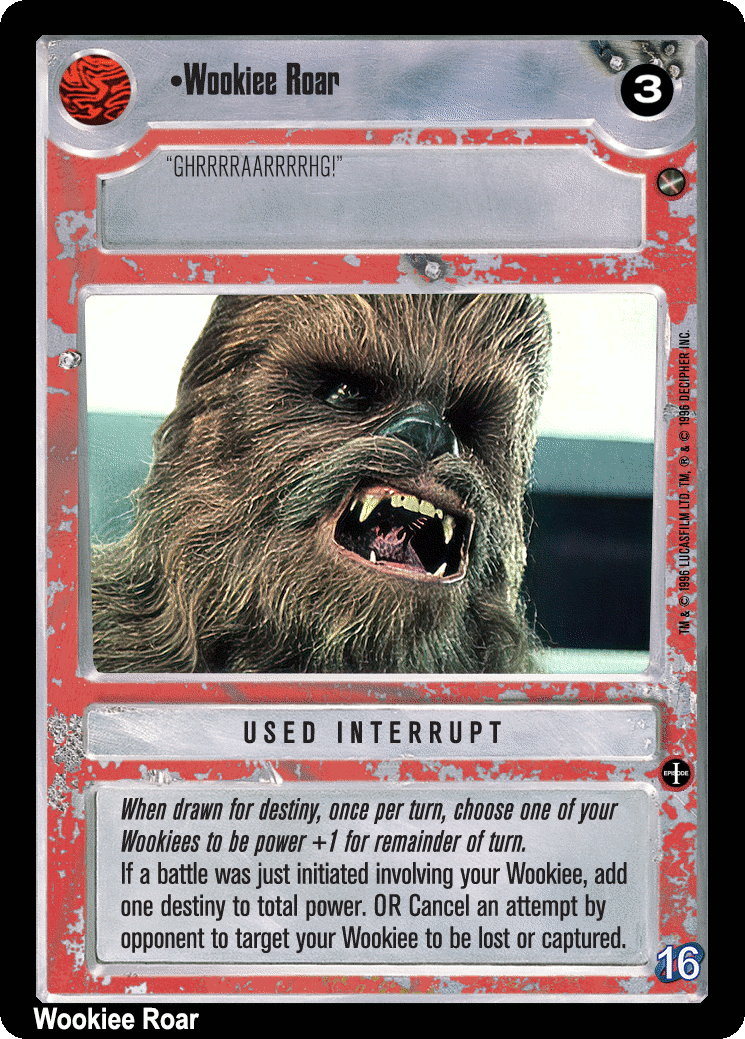 •Wookiee Roar
3
“GHRRRRAARRRRHG!”
TM & © 1996 LUCASFILM LTD. TM, ® & © 1996 DECIPHER INC.
USED INTERRUPT
EPISODE
I
When drawn for destiny, once per turn, choose one of your
Wookiees to be power +1 for remainder of turn.
If a battle was just initiated involving your Wookiee, add
one destiny to total power. OR Cancel an attempt by
opponent to target your Wookiee to be lost or captured.
16
Wookiee Roar